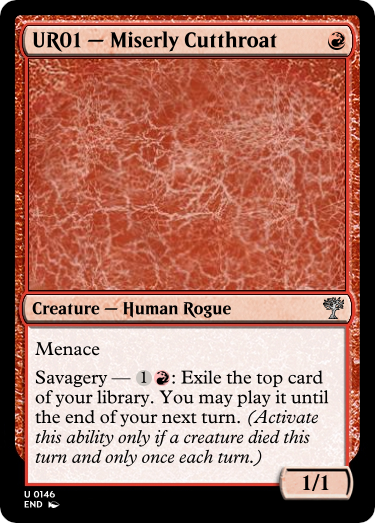 UR01 — Miserly Cutthroat
Creature — Human Rogue
Menace
Savagery — 1 R: Exile the top card
of your library. You may play it until
the end of your next turn. (Activate
this ability only if a creature died this
turn and only once each turn.)
1/1
U 0146
END